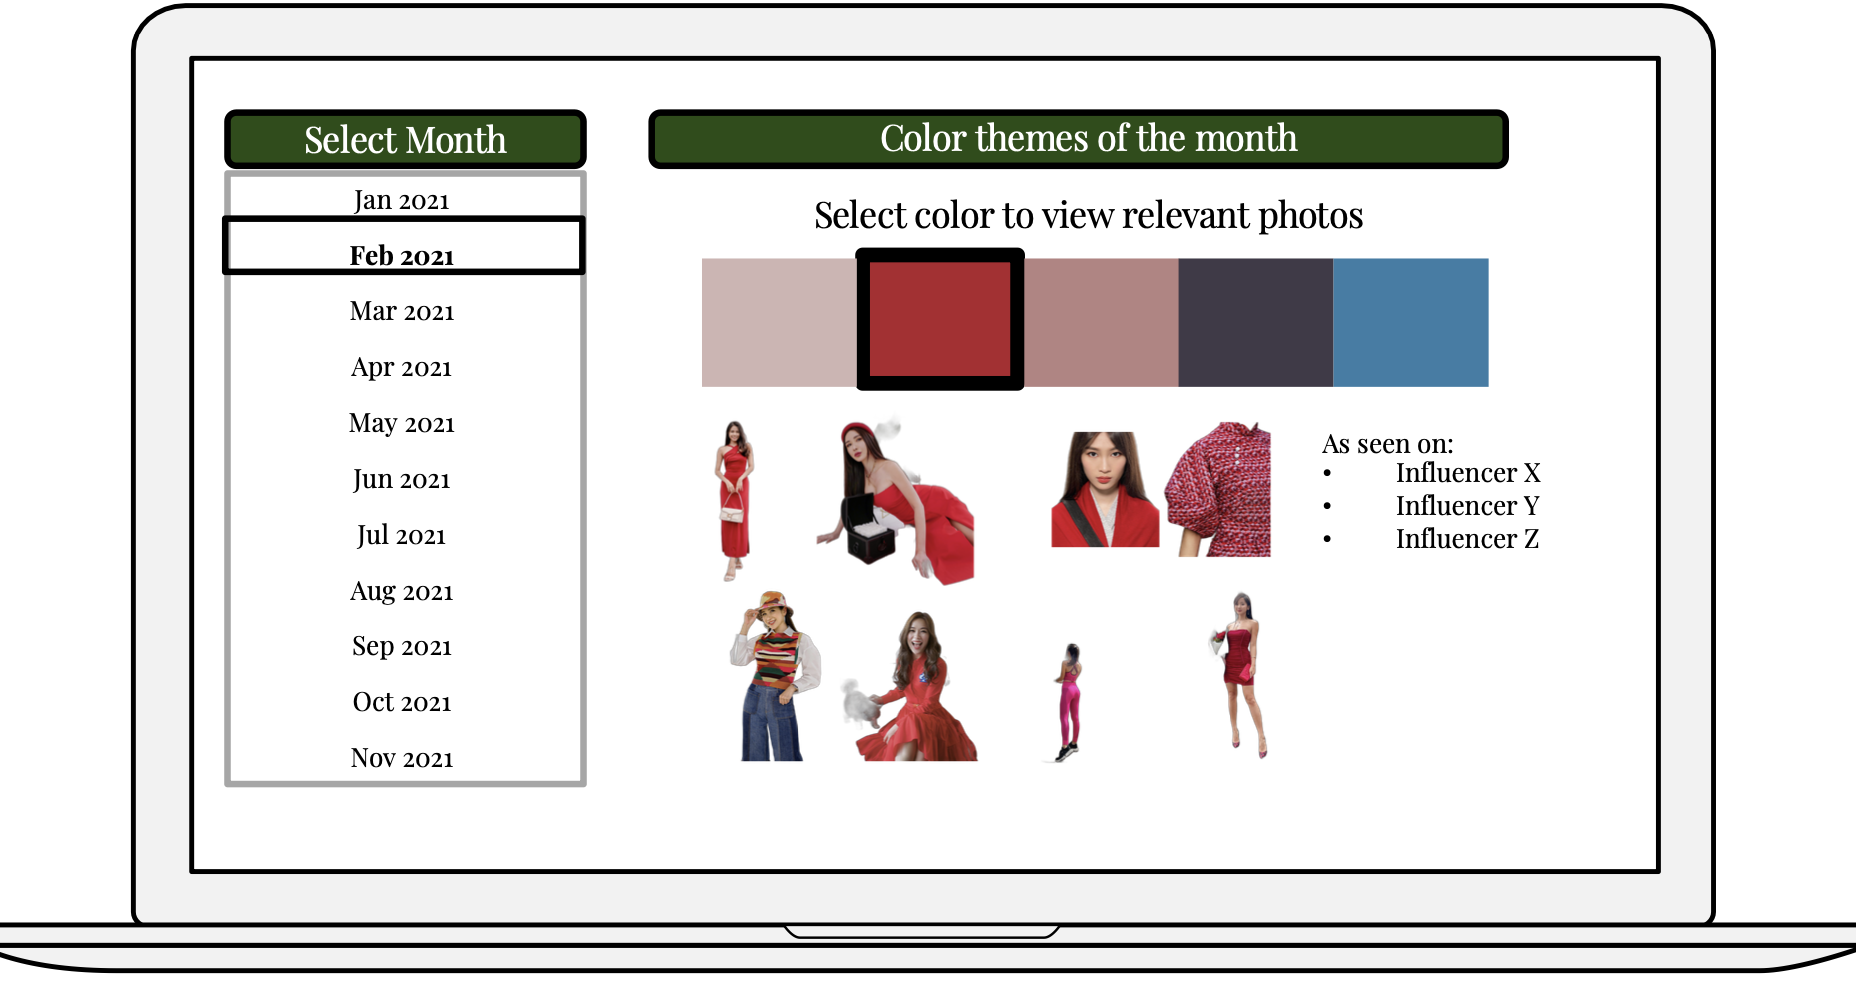 Select Month
Jan 2021
Feb 2021
Mar 2021
Apr 2021
May 2021
Jun 2021
Jul 2021
Aug 2021
Sep 2021
Oct 2021
Nov 2021
Color themes of the month
Select color to view relevant photos
As seen on:
• Influencer X
• Influencer Y
• Influencer Z